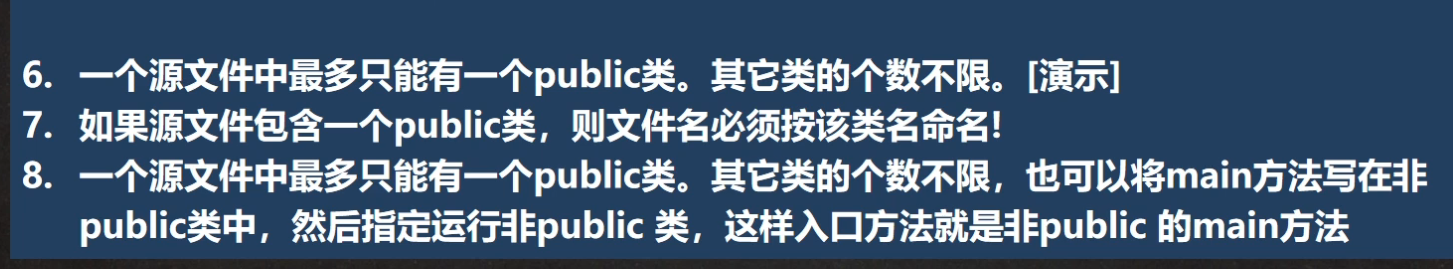 6. 一个源文件中最多只能有一个public类。其它类的个数不限。[演示]
7. 如果源文件包含一个public类，则文件名必须按该类名命名!
8. 一个源文件中最多只能有一个public类。其它类的个数不限，也可以将main方法写在非
public类中，然后指定运行非public 类，这样入口方法就是非public 的main方法